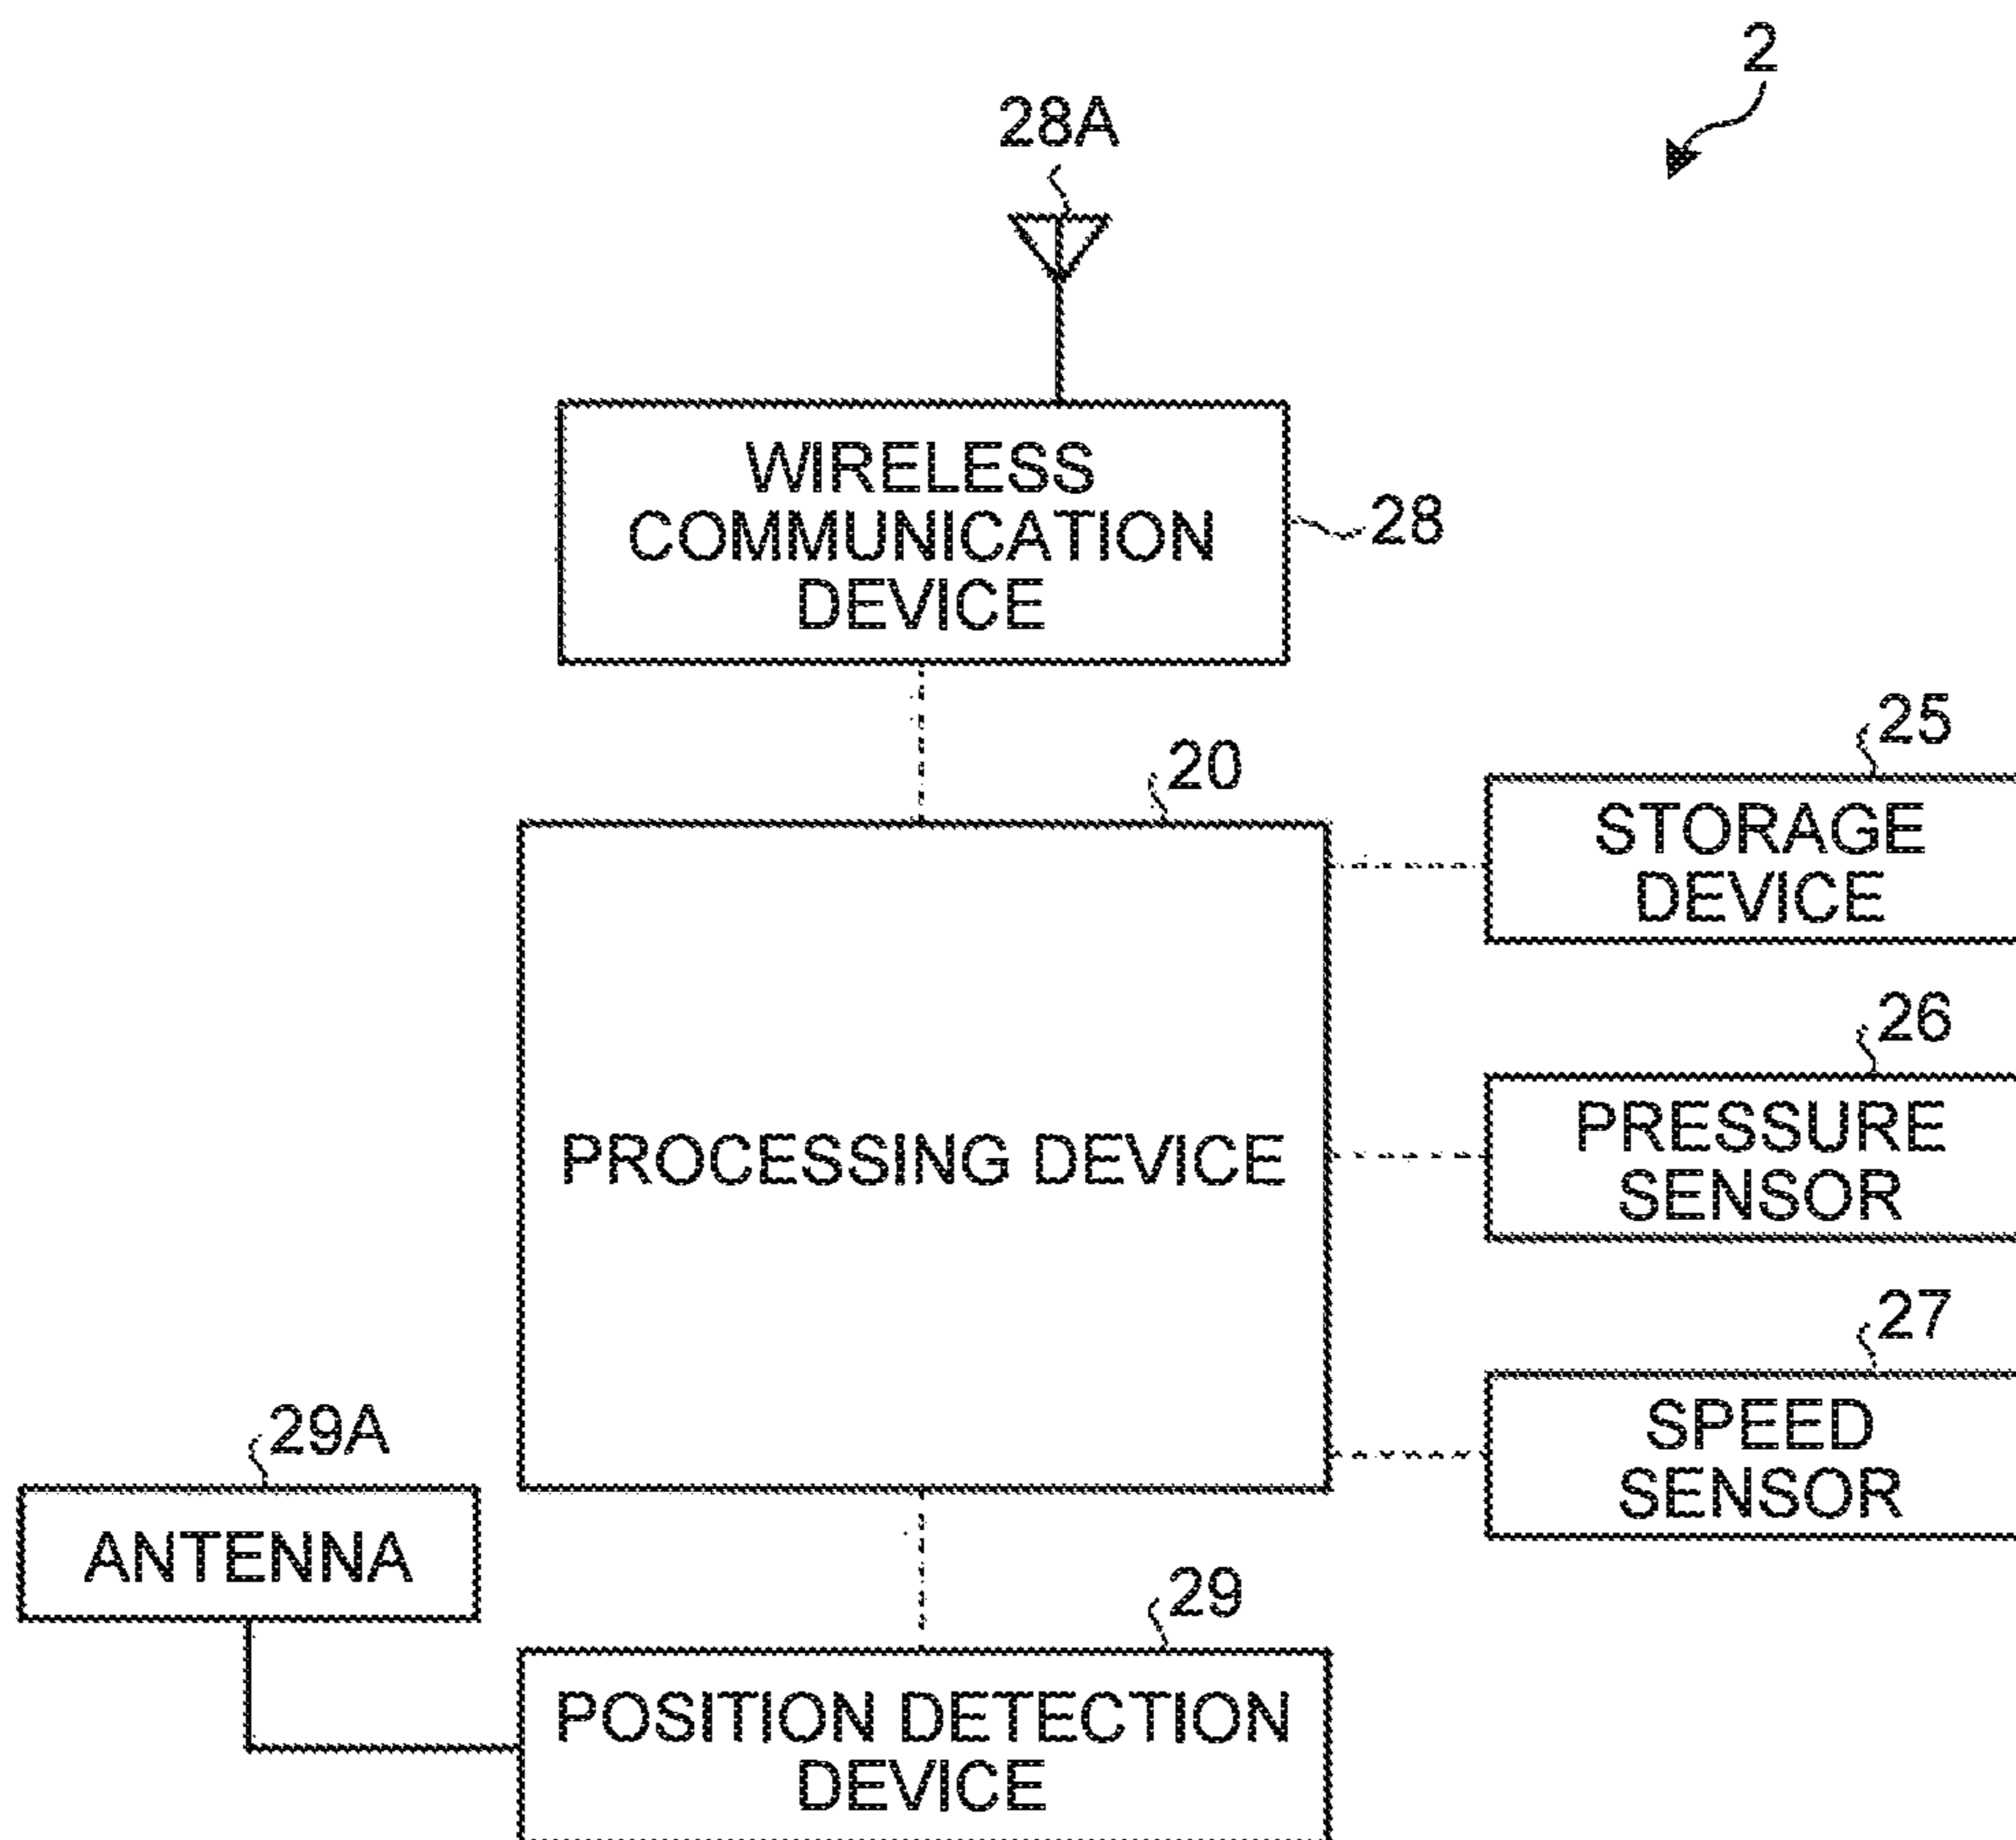 2
28A
WIRELESS
COMMUNICATION
DEVICE
28
20
25
STORAGE
DEVICE
26
PRESSURE
SENSOR
PROCESSING DEVICE
27
SPEED
SENSOR
29A
ANTENNA
29
POSITION DETECTION
DEVICE